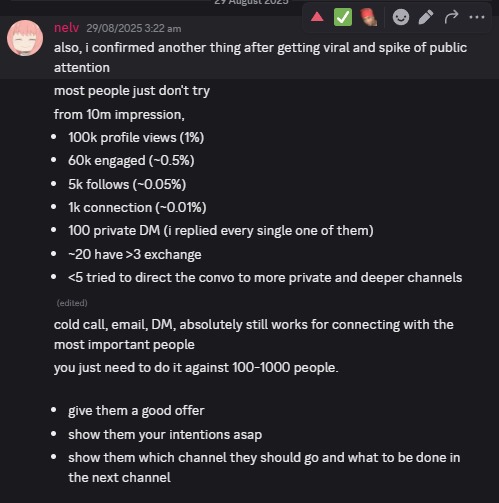 29 August 2025
nelv 29/08/2025 3:22 am
also, i confirmed another thing after getting viral and spike of public
attention
most people just don't try
from 10m impression,
• 100k profile views (1%)
• 60k engaged (~0.5%)
• 5k follows (~0.05%)
• 1k connection (~0.01%)
• 100 private DM (i replied every single one of them)
• ~20 have >3 exchange
• <5 tried to direct the convo to more private and deeper channels
(edited)
cold call, email, DM, absolutely still works for connecting with the
most important people
you just need to do it against 100-1000 people.
• give them a good offer
• show them your intentions asap
• show them which channel they should go and what to be done in
the next channel